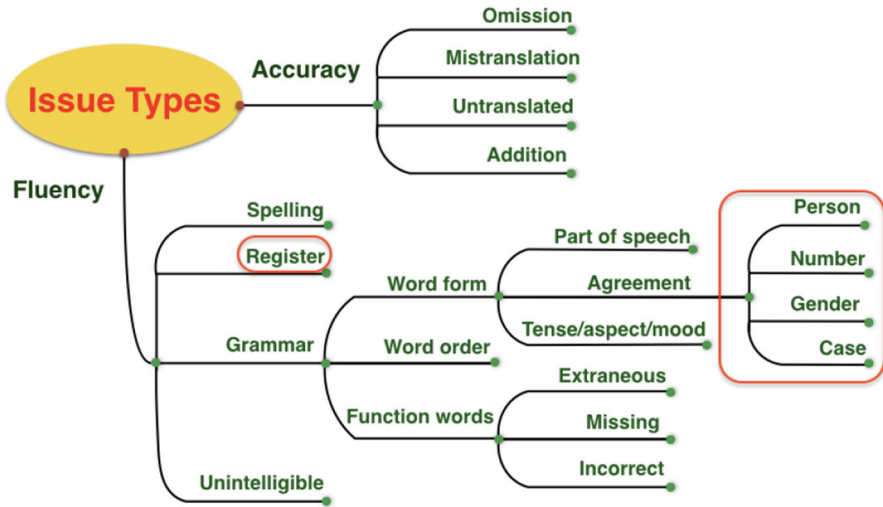 Issue Types
Accuracy
Omission
Mistranslation
Untranslated
Addition
Fluency
Spelling
Register
Grammar
Word form
Part of speech
Agreement
Person
Number
Gender
Case
Tense/aspect/mood
Word order
Function words
Extraneous
Missing
Incorrect
Unintelligible